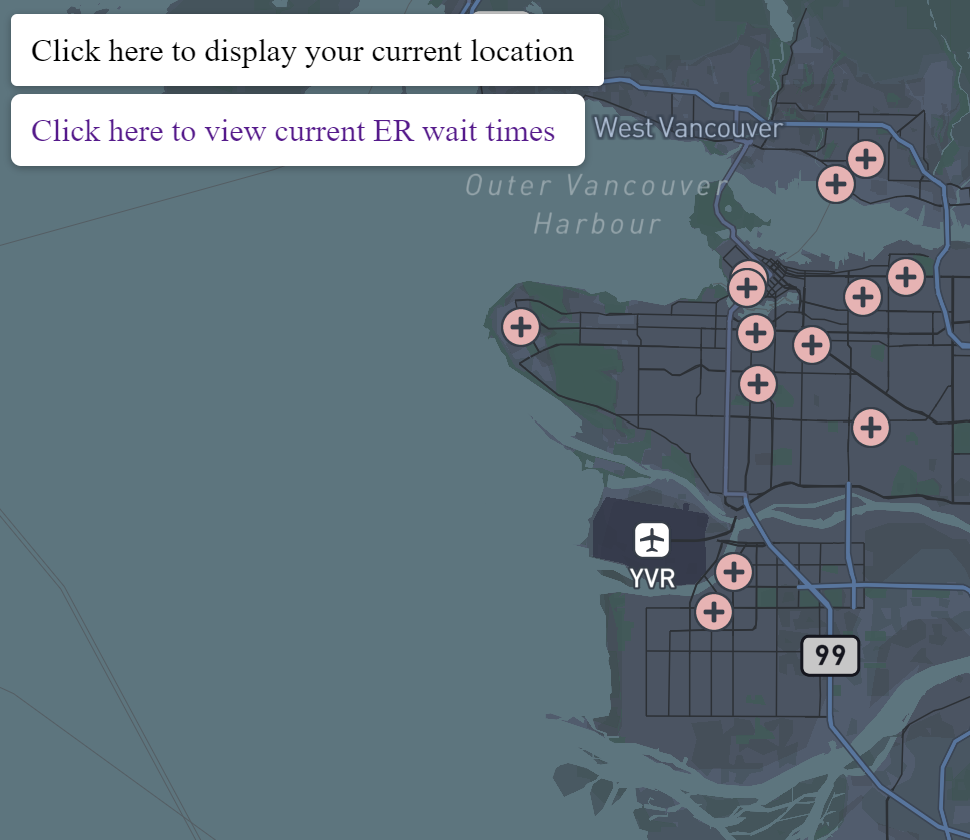 Click here to display your current location
Click here to view current ER wait times
West Vancouver
Outer Vancouver
Harbour
YVR
99